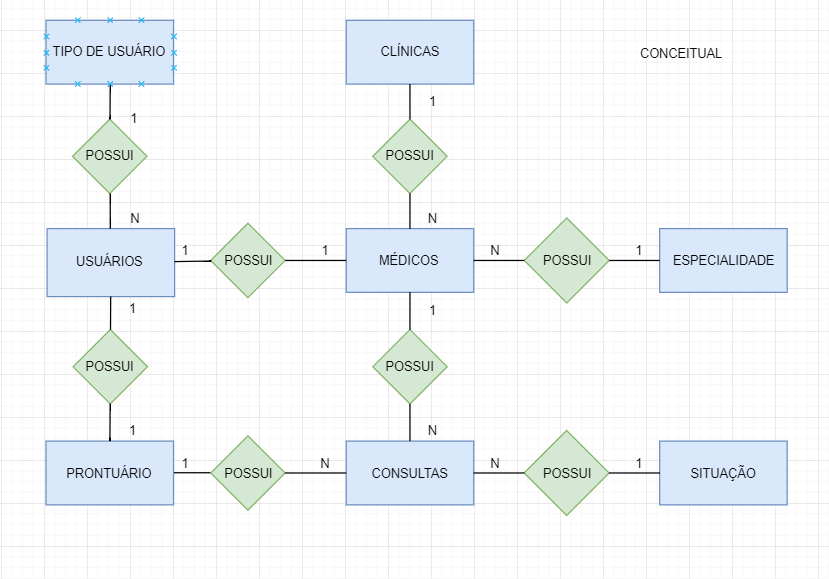 TIPO DE USUÁRIO
CLÍNICAS
CONCEITUAL
1
1
POSSUI
POSSUI
N
N
USUÁRIOS
1
POSSUI
1
MÉDICOS
N
POSSUI
1
ESPECIALIDADE
1
1
POSSUI
POSSUI
1
N
PRONTUÁRIO
1
POSSUI
N
CONSULTAS
N
POSSUI
1
SITUAÇÃO